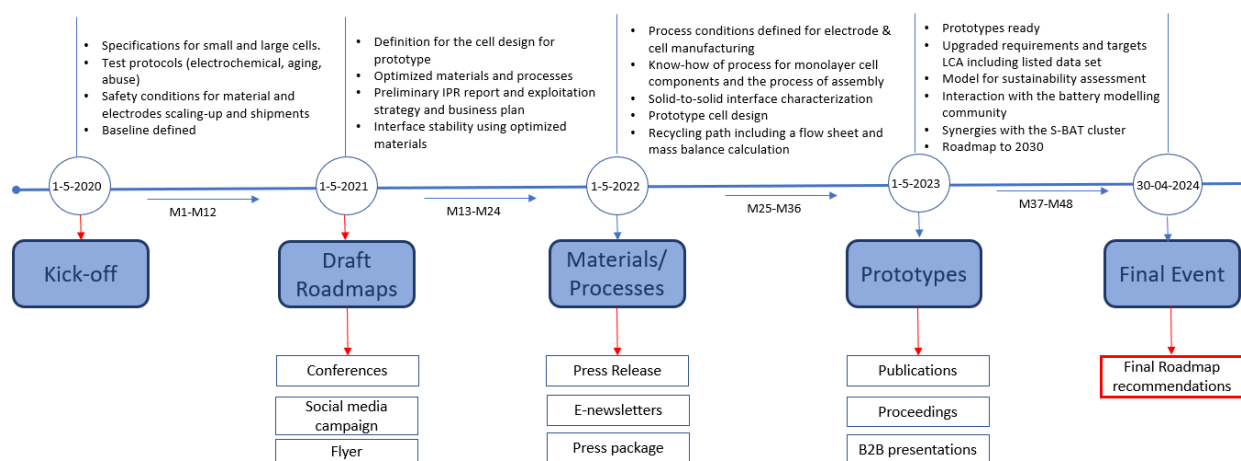 • Specifications for small and large cells.
• Test protocols (electrochemical, aging,
abuse)
• Safety conditions for material and
electrodes scaling-up and shipments
• Baseline defined
• Definition for the cell design for
prototype
• Optimized materials and processes
• Preliminary IPR report and exploitation
strategy and business plan
• Interface stability using optimized
materials
• Process conditions defined for electrode &
cell manufacturing
• Know-how of process for monolayer cell
components and the process of assembly
• Solid-to-solid interface characterization
• Prototype cell design
• Recycling path including a flow sheet and
mass balance calculation
• Prototypes ready
• Upgraded requirements and targets
LCA including listed data set
• Model for sustainability assessment
• Interaction with the battery modelling
community
• Synergies with the S-BAT cluster
• Roadmap to 2030
1-5-2020
1-5-2021
1-5-2022
1-5-2023
30-04-2024
M1-M12
M13-M24
M25-M36
M37-M48
Kick-off
Draft
Roadmaps
Materials/
Processes
Prototypes
Final Event
Conferences
Social media
campaign
Flyer
Press Release
E-newsletters
Press package
Publications
Proceedings
B2B presentations
Final Roadmap
recommendations